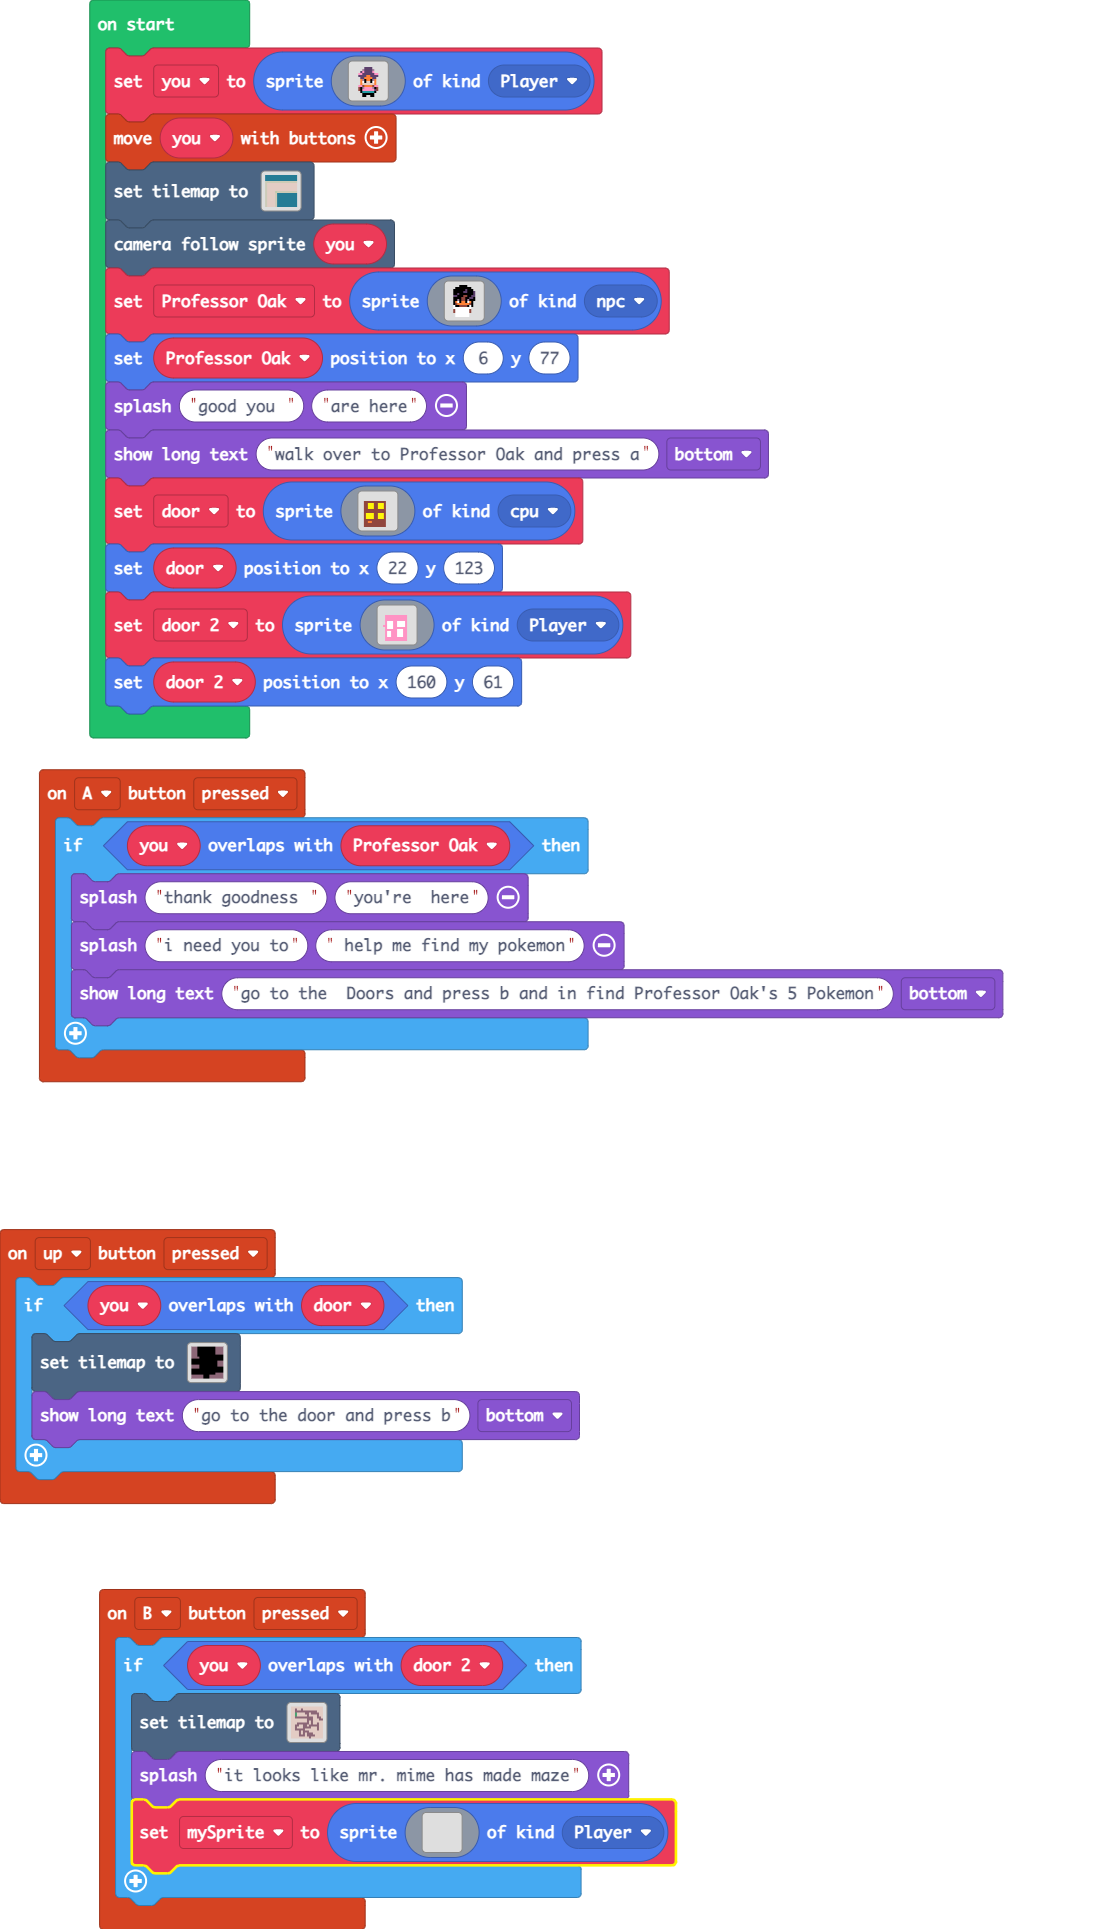 on start
set you to sprite of kind Player
move you with buttons
set tilemap to
camera follow sprite you
set Professor Oak to sprite of kind npc
set Professor Oak position to x 6 y 77
splash "good you " "are here"
show long text "walk over to Professor Oak and press a" bottom
set door to sprite of kind cpu
set door position to x 22 y 123
set door 2 to sprite of kind Player
set door 2 position to x 160 y 61
on A button pressed
if you overlaps with Professor Oak then
splash "thank goodness " "you're  here"
splash "i need you to" " help me find my pokemon"
show long text "go to the  Doors and press b and in find Professor Oak's 5 Pokemon" bottom
on up button pressed
if you overlaps with door then
set tilemap to
show long text "go to the door and press b" bottom
on B button pressed
if you overlaps with door 2 then
set tilemap to
splash "it looks like mr. mime has made maze"
set mySprite to sprite of kind Player